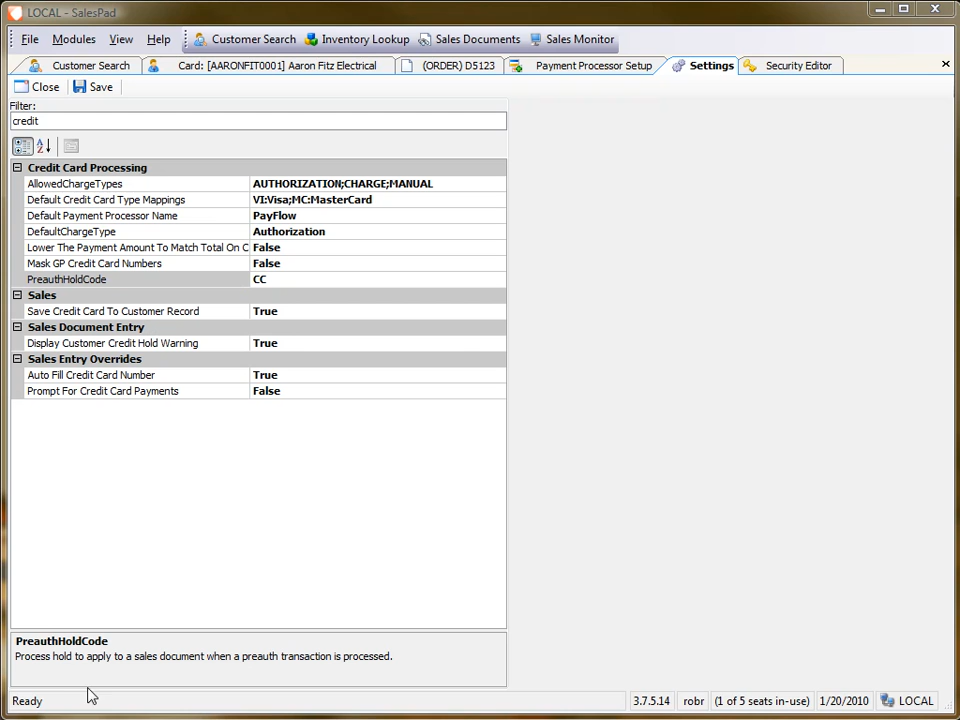 LOCAL - SalesPad
File Modules View Help Customer Search Inventory Lookup Sales Documents Sales Monitor
Customer Search Card: [AARONFIT0001] Aaron Fitz Electrical (ORDER) D5123 Payment Processor Setup Settings Security Editor
Close Save
Filter:
credit
Credit Card Processing
AllowedChargeTypes AUTHORIZATION;CHARGE;MANUAL
Default Credit Card Type Mappings VI:Visa;MC:MasterCard
Default Payment Processor Name PayFlow
DefaultChargeType Authorization
Lower The Payment Amount To Match Total On C False
Mask GP Credit Card Numbers False
PreauthHoldCode CC
Sales
Save Credit Card To Customer Record True
Sales Document Entry
Display Customer Credit Hold Warning True
Sales Entry Overrides
Auto Fill Credit Card Number True
Prompt For Credit Card Payments False
PreauthHoldCode
Process hold to apply to a sales document when a preauth transaction is processed.
Ready 3.7.5.14 robr (1 of 5 seats in-use) 1/20/2010 LOCAL